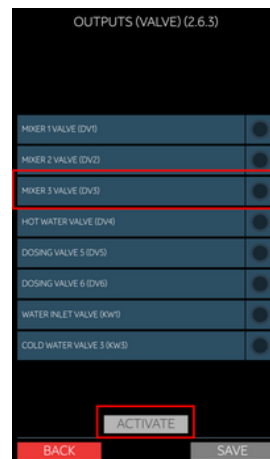 OUTPUTS (VALVE) (2.6.3)
MIXER 1 VALVE (DV1)
MIXER 2 VALVE (DV2)
MIXER 3 VALVE (DV3)
HOT WATER VALVE (DV4)
DOSING VALVE 5 (DV5)
DOSING VALVE 6 (DV6)
WATER INLET VALVE (KW1)
COLD WATER VALVE 3 (KW3)
ACTIVATE
BACK SAVE